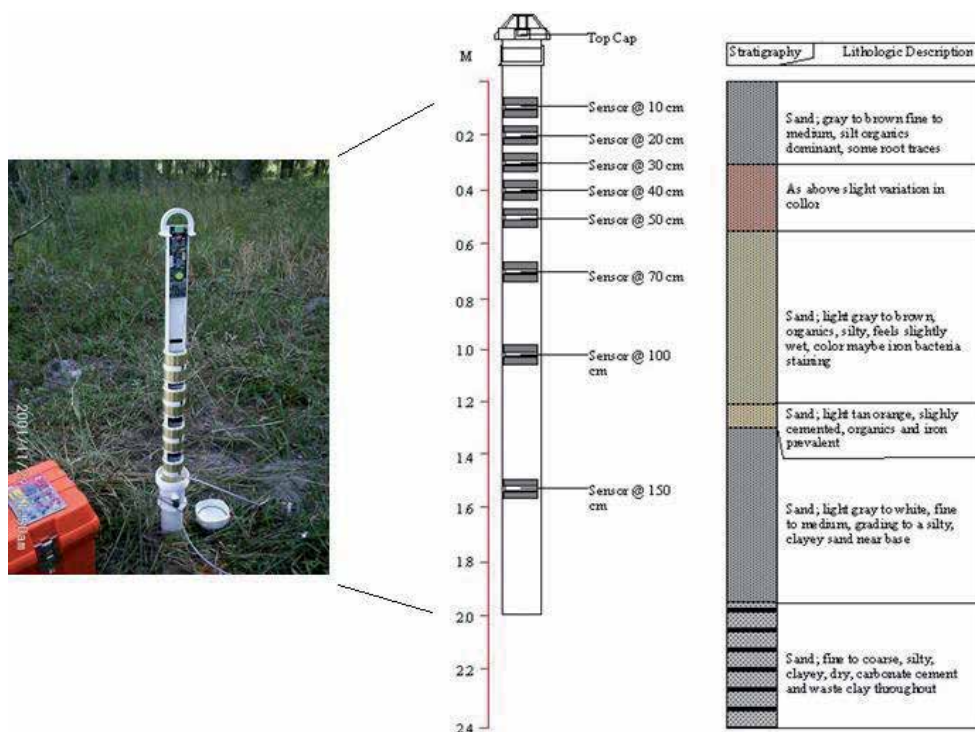 Top Cap
M
Stratigraphy
Lithologic Description
Sensor @ 10 cm
Sensor @ 20 cm
Sensor @ 30 cm
Sensor @ 40 cm
Sensor @ 50 cm
Sensor @ 70 cm
Sensor @ 100
cm
Sensor @ 150
cm
0.2
0.4
0.6
0.8
1.0
1.2
1.4
1.6
1.8
2.0
2.2
2.4
Sand; gray to brown fine to
medium, silt organics
dominant, some root traces
As above slight variation in
collor
Sand; light gray to brown,
organics, silty, feels slightly
wet, color maybe iron bacteria
staining
Sand; light tan orange, slighly
cemented, organics and iron
prevalent
Sand; light gray to white, fine
to medium, grading to a silty,
clayey sand near base
Sand; fine to coarse, silty,
clayey, dry, carbonate cement
and waste clay throughout